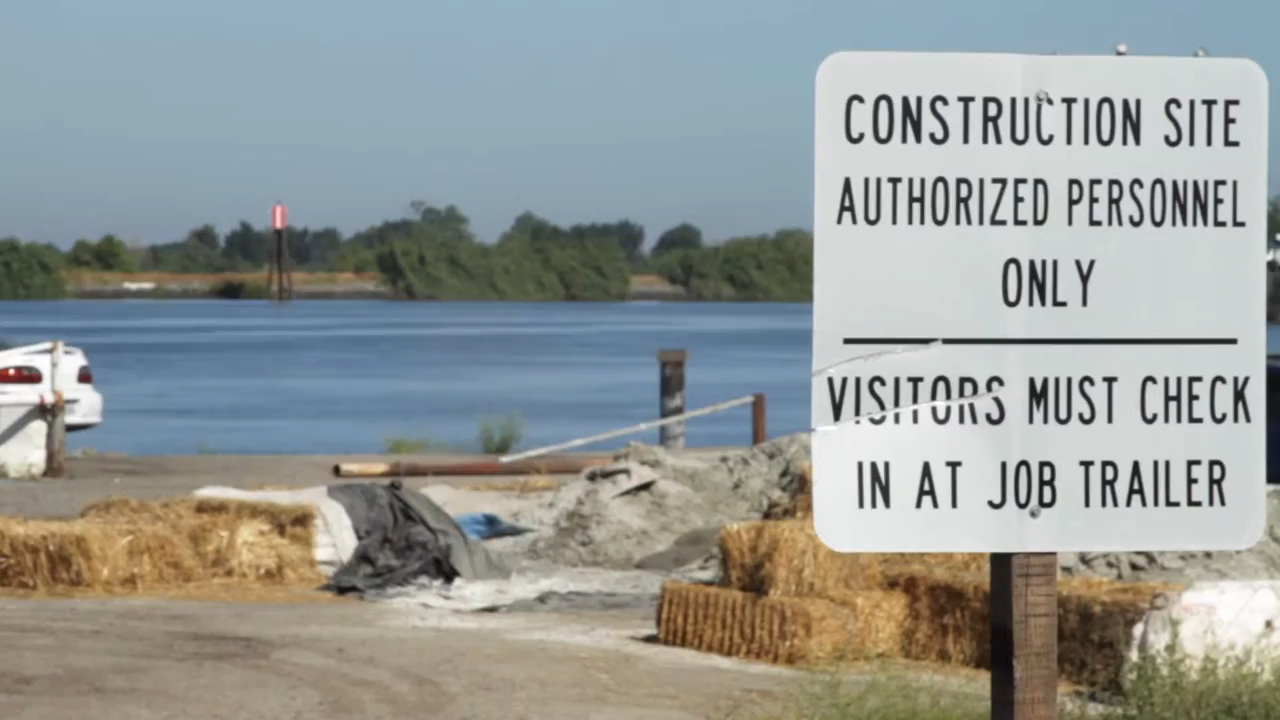 CONSTRUCTION SITE
AUTHORIZED PERSONNEL
ONLY
VISITORS MUST CHECK
IN AT JOB TRAILER